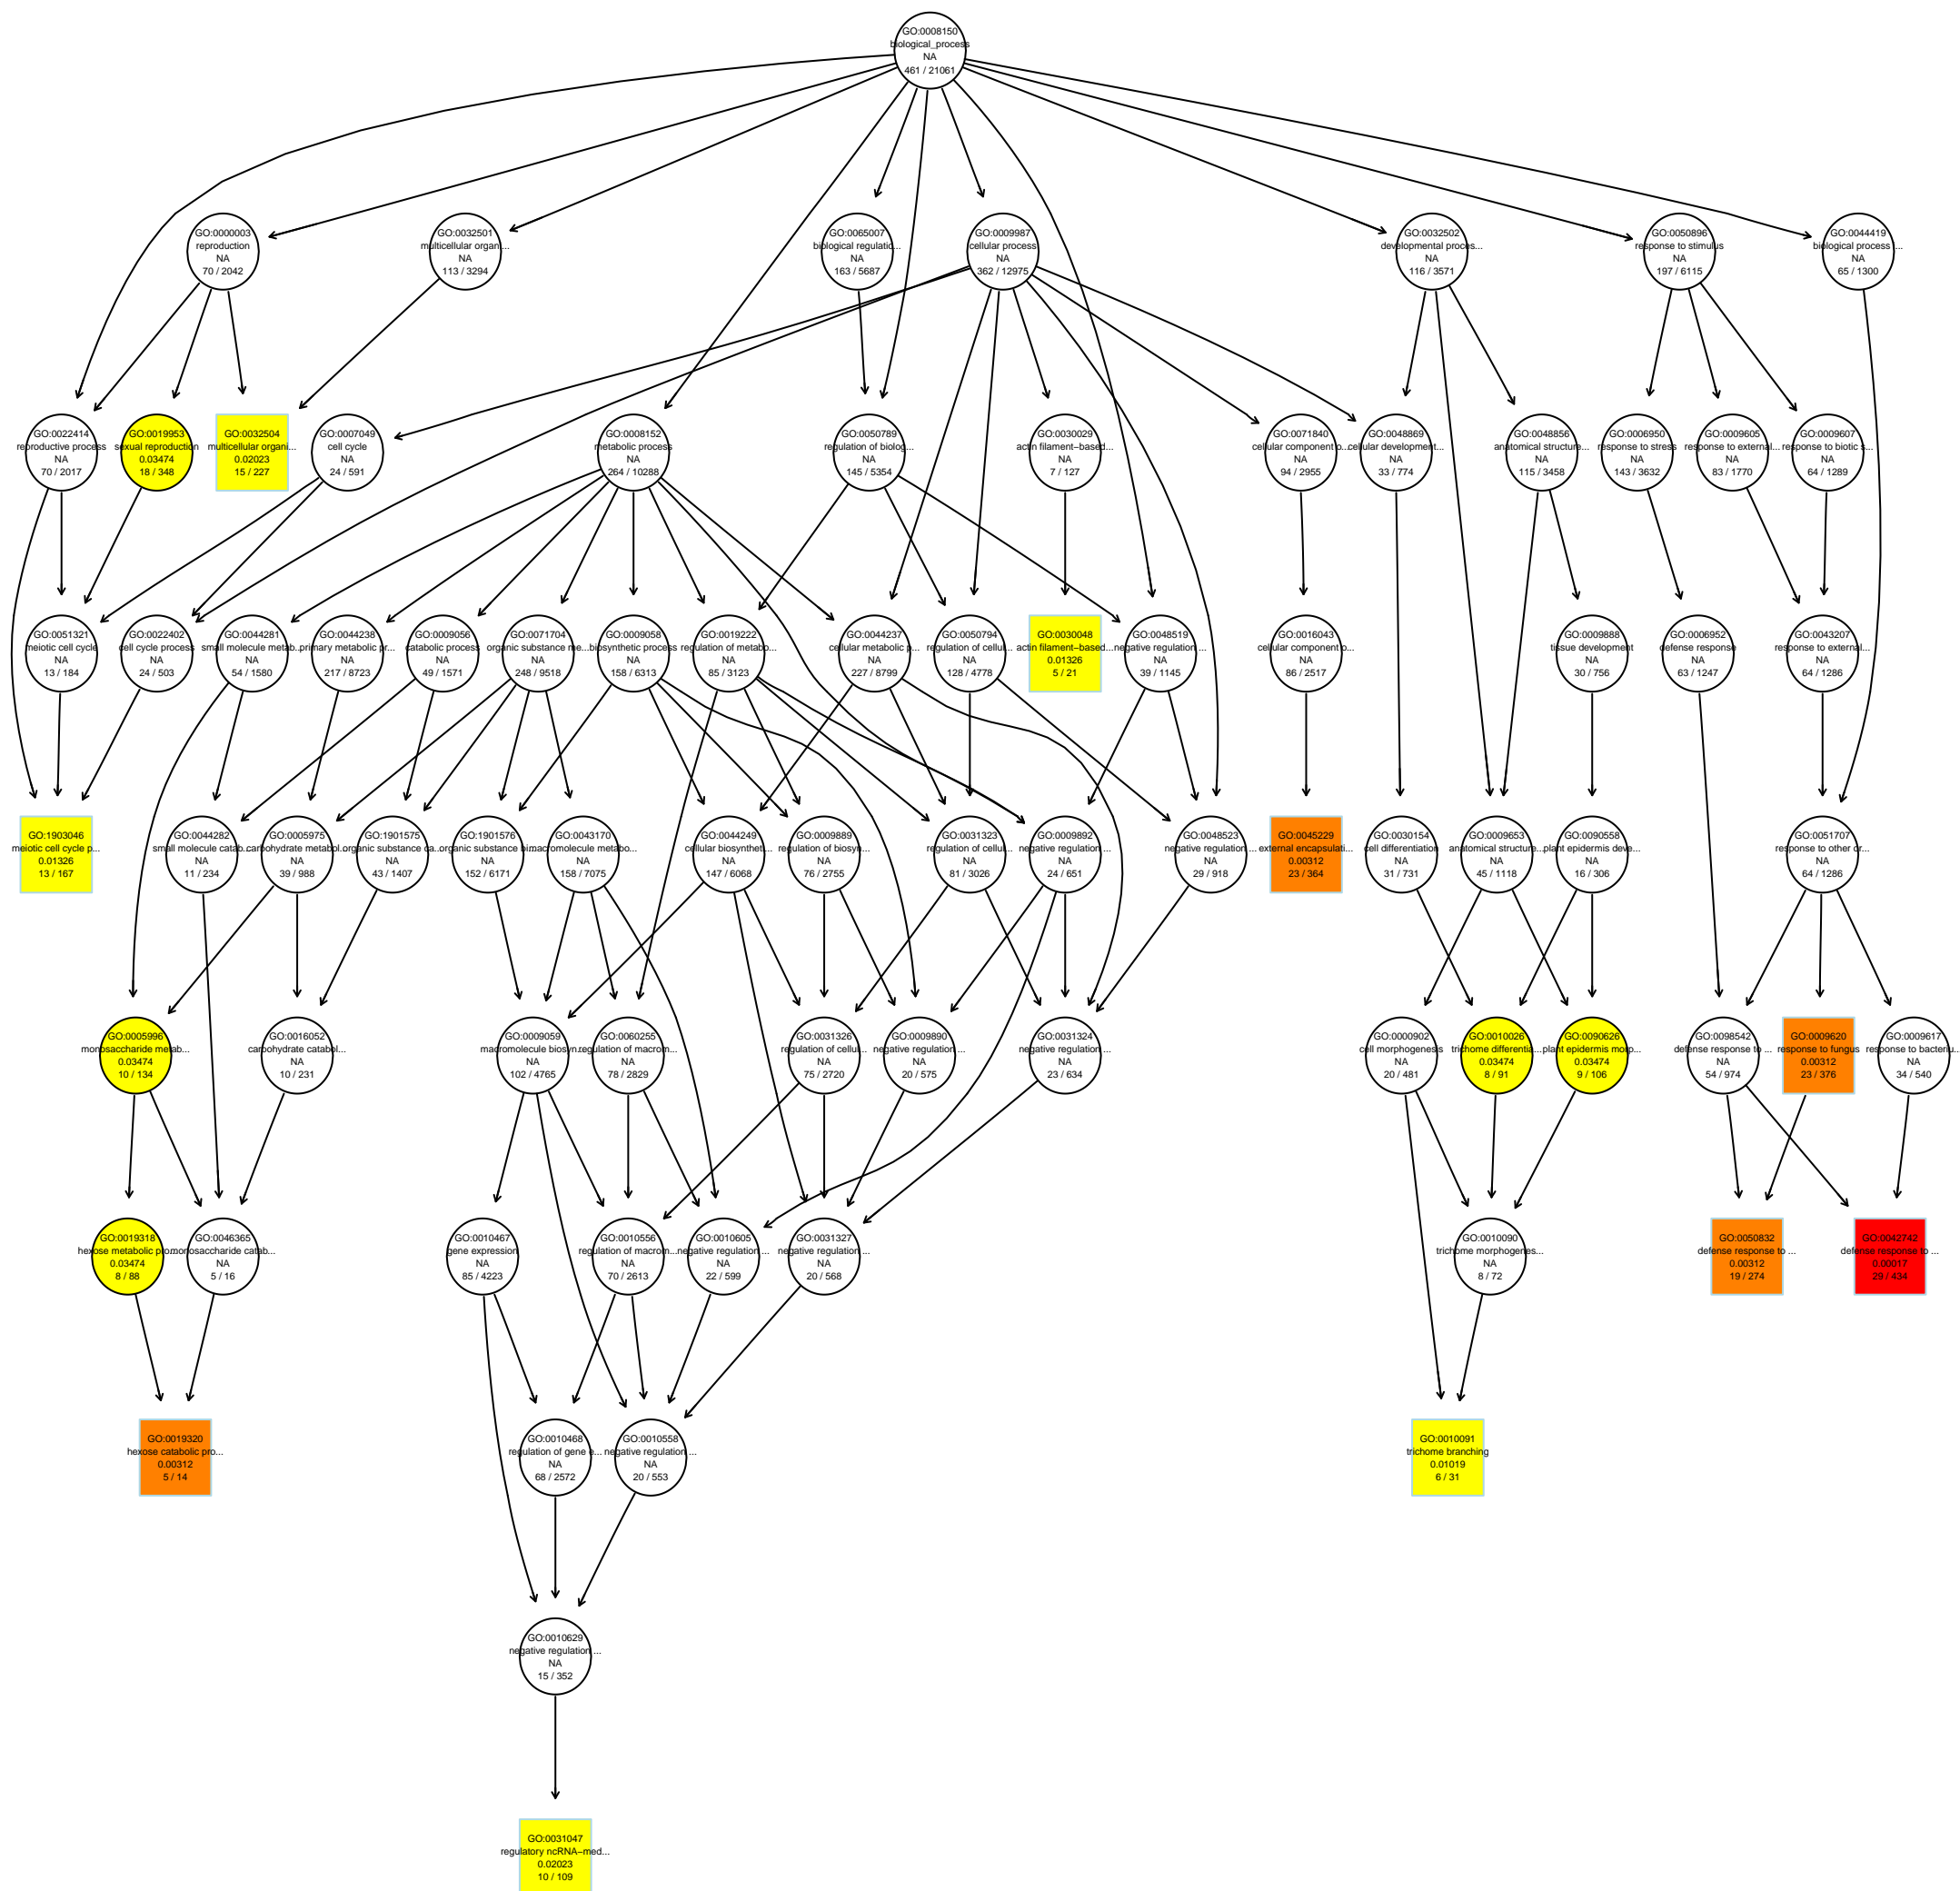 GO:0008150
biological_process
NA
461 / 21061
GO:0000003
reproduction
NA
70 / 2042
GO:0032501
multicellular organ...
NA
113 / 3294
GO:0065007
biological regulatio...
NA
163 / 5687
GO:0009987
cellular process
NA
362 / 12975
GO:0032502
developmental proces...
NA
116 / 3571
GO:0050896
response to stimulus
NA
197 / 6115
GO:0044419
biological process ...
NA
65 / 1300
GO:0022414
reproductive process
NA
70 / 2017
GO:0019953
sexual reproduction
0.03474
18 / 348
GO:0032504
multicellular organi...
0.02023
15 / 227
GO:0007049
cell cycle
NA
24 / 591
GO:0008152
metabolic process
NA
264 / 10288
GO:0050789
regulation of biolog...
NA
145 / 5354
GO:0030029
actin filament−based...
NA
7 / 127
GO:0071840
cellular component o...
NA
94 / 2955
GO:0048869
cellular development...
NA
33 / 774
GO:0048856
anatomical structure...
NA
115 / 3458
GO:0006950
response to stress
NA
143 / 3632
GO:0009605
response to external...
NA
83 / 1770
GO:0009607
response to biotic s...
NA
64 / 1289
GO:0051321
meiotic cell cycle
NA
13 / 184
GO:0022402
cell cycle process
NA
24 / 503
GO:0044281
small molecule metab...
NA
54 / 1580
GO:0044238
primary metabolic pr...
NA
217 / 8723
GO:0009056
catabolic process
NA
49 / 1571
GO:0071704
organic substance me...
NA
248 / 9518
GO:0009058
biosynthetic process
NA
158 / 6313
GO:0019222
regulation of metabo...
NA
85 / 3123
GO:0044237
cellular metabolic p...
NA
227 / 8799
GO:0050794
regulation of cellul...
NA
128 / 4778
GO:0030048
actin filament−based...
0.01326
5 / 21
GO:0048519
negative regulation ...
NA
39 / 1145
GO:0016043
cellular component o...
NA
86 / 2517
GO:0009888
tissue development
NA
30 / 756
GO:0006952
defense response
NA
63 / 1247
GO:0043207
response to external...
NA
64 / 1286
GO:1903046
meiotic cell cycle p...
0.01326
13 / 167
GO:0044282
small molecule catab...
NA
11 / 234
GO:0005975
carbohydrate metabol...
NA
39 / 988
GO:1901575
organic substance ca...
NA
43 / 1407
GO:1901576
organic substance bi...
NA
152 / 6171
GO:0043170
macromolecule metabo...
NA
158 / 7075
GO:0044249
cellular biosynthet...
NA
147 / 6068
GO:0009889
regulation of biosyn...
NA
76 / 2755
GO:0031323
regulation of cellul...
NA
81 / 3026
GO:0009892
negative regulation ...
NA
24 / 651
GO:0048523
negative regulation ...
NA
29 / 918
GO:0045229
external encapsulati...
0.00312
23 / 364
GO:0030154
cell differentiation
NA
31 / 731
GO:0009653
anatomical structure...
NA
45 / 1118
GO:0090558
plant epidermis deve...
NA
16 / 306
GO:0051707
response to other or...
NA
64 / 1286
GO:0005996
monosaccharide metab...
0.03474
10 / 134
GO:0016052
carbohydrate catabol...
NA
10 / 231
GO:0009059
macromolecule biosyn...
NA
102 / 4765
GO:0060255
regulation of macrom...
NA
78 / 2829
GO:0031326
regulation of cellul...
NA
75 / 2720
GO:0009890
negative regulation ...
NA
20 / 575
GO:0031324
negative regulation ...
NA
23 / 634
GO:0000902
cell morphogenesis
NA
20 / 481
GO:0010026
trichome differentia...
0.03474
8 / 91
GO:0090626
plant epidermis morp...
0.03474
9 / 106
GO:0098542
defense response to ...
NA
54 / 974
GO:0009620
response to fungus
0.00312
23 / 376
GO:0009617
response to bacteriu...
NA
34 / 540
GO:0019318
hexose metabolic pro...
0.03474
8 / 88
GO:0046365
monosaccharide catab...
NA
5 / 16
GO:0010467
gene expression
NA
85 / 4223
GO:0010556
regulation of macrom...
NA
70 / 2613
GO:0010605
negative regulation ...
NA
22 / 599
GO:0031327
negative regulation ...
NA
20 / 568
GO:0010090
trichome morphogenes...
NA
8 / 72
GO:0050832
defense response to ...
0.00312
19 / 274
GO:0042742
defense response to ...
0.00017
29 / 434
GO:0019320
hexose catabolic pro...
0.00312
5 / 14
GO:0010468
regulation of gene e...
NA
68 / 2572
GO:0010558
negative regulation ...
NA
20 / 553
GO:0010091
trichome branching
0.01019
6 / 31
GO:0010629
negative regulation ...
NA
15 / 352
GO:0031047
regulatory ncRNA−med...
0.02023
10 / 109